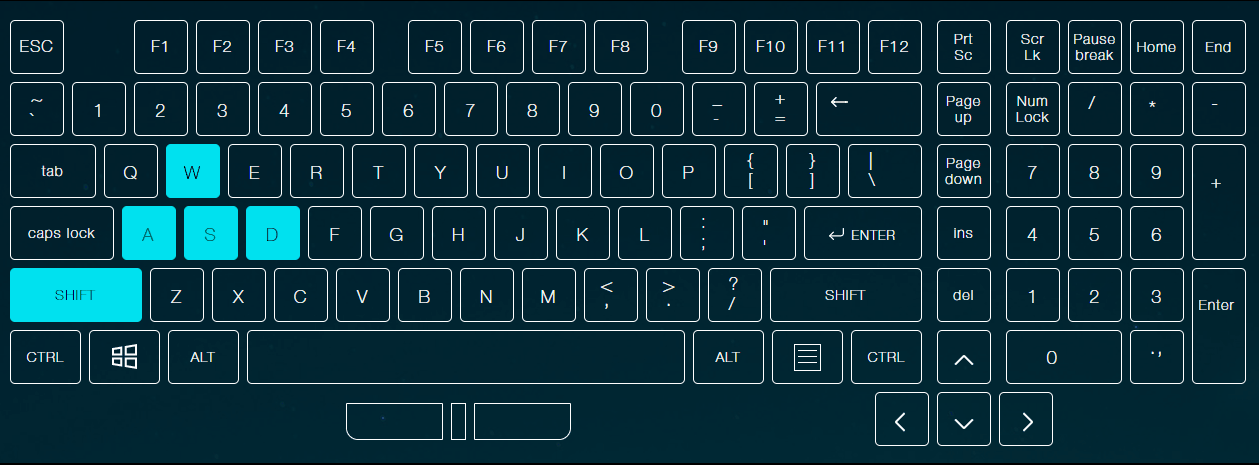 ESC F1 F2 F3 F4 F5 F6 F7 F8 F9 F10 F11 F12 Prt Sc Scr Lk Pause break Home End
~ ` 1 2 3 4 5 6 7 8 9 0 _ - + = ← Page up Num Lock / * -
tab Q W E R T Y U I O P { [ } ] | \ Page down 7 8 9 +
caps lock A S D F G H J K L : ; " ' ENTER ins 4 5 6
SHIFT Z X C V B N M < , > . ? / SHIFT del 1 2 3 Enter
CTRL ALT ALT CTRL 0 . ,